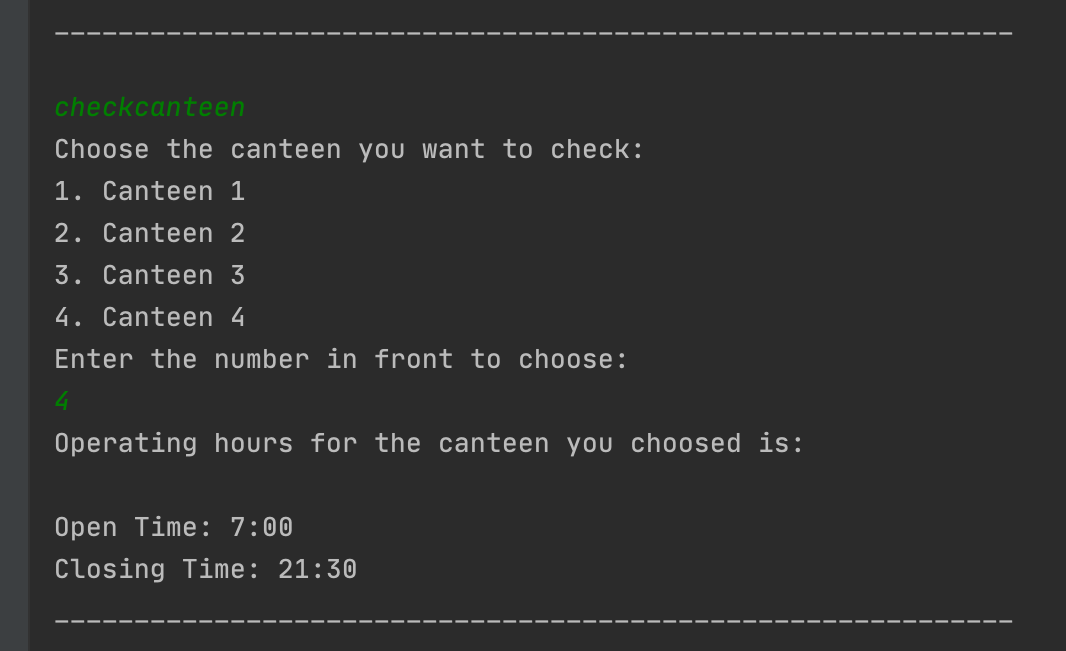 ____________________________________________________________
checkcanteen
Choose the canteen you want to check:
1. Canteen 1
2. Canteen 2
3. Canteen 3
4. Canteen 4
Enter the number in front to choose:
4
Operating hours for the canteen you choosed is:
Open Time: 7:00
Closing Time: 21:30
____________________________________________________________